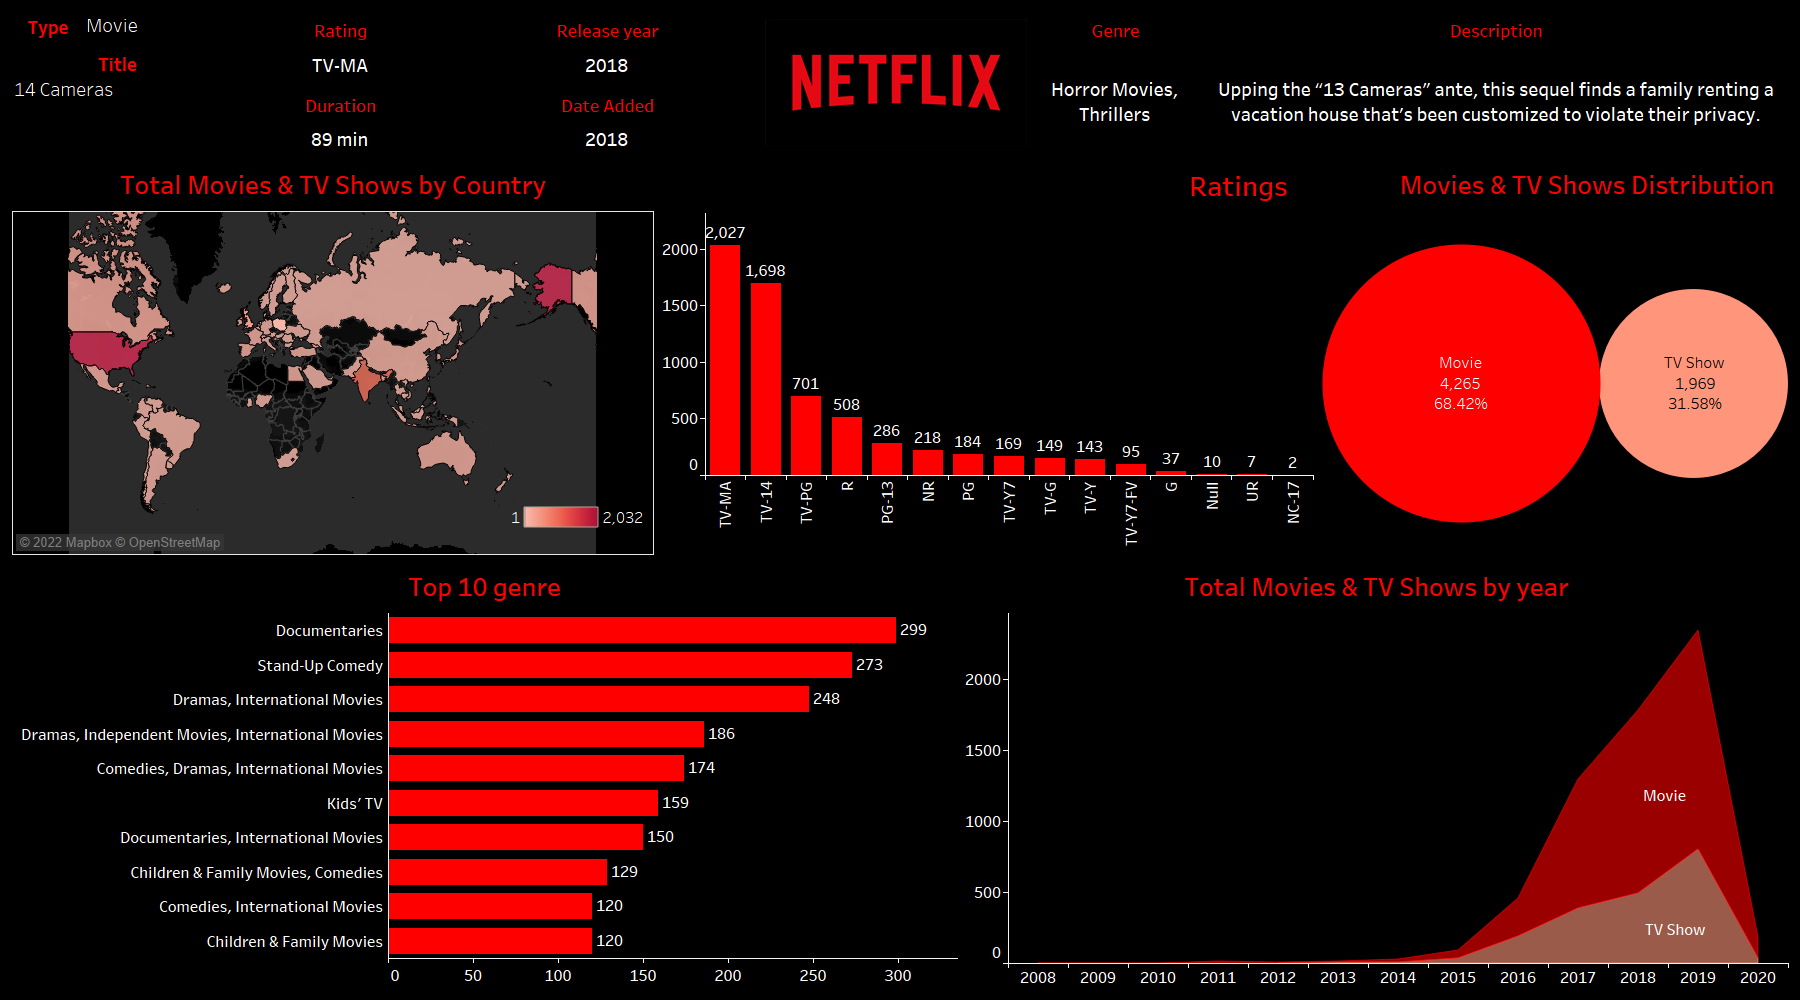 Type Movie
Title
14 Cameras
Rating
TV-MA
Duration
89 min
Release year
2018
Date Added
2018
NETFLIX
Genre
Horror Movies,
Thrillers
Description
Upping the “13 Cameras” ante, this sequel finds a family renting a
vacation house that’s been customized to violate their privacy.
Total Movies & TV Shows by Country
1 2,032
© 2022 Mapbox © OpenStreetMap
Ratings
2000
1500
1000
500
0
2,027
1,698
701
508
286
218
184
169
149
143
95
37
10
7
2
TV-MA
TV-14
TV-PG
R
PG-13
NR
PG
TV-Y7
TV-G
TV-Y
TV-Y7-FV
G
Null
UR
NC-17
Movies & TV Shows Distribution
Movie
4,265
68.42%
TV Show
1,969
31.58%
Top 10 genre
Documentaries 299
Stand-Up Comedy 273
Dramas, International Movies 248
Dramas, Independent Movies, International Movies 186
Comedies, Dramas, International Movies 174
Kids’ TV 159
Documentaries, International Movies 150
Children & Family Movies, Comedies 129
Comedies, International Movies 120
Children & Family Movies 120
0 50 100 150 200 250 300
Total Movies & TV Shows by year
2000
1500
1000
500
0
Movie
TV Show
2008 2009 2010 2011 2012 2013 2014 2015 2016 2017 2018 2019 2020